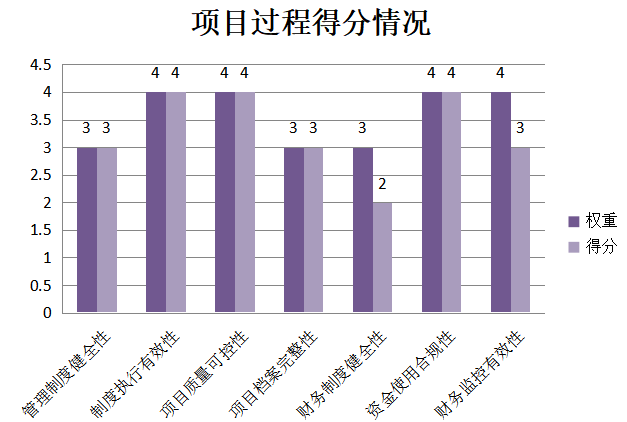 项目过程得分情况
4.5
4
3.5
3
2.5
2
1.5
1
0.5
0
3 3
4 4
4 4
3 3
3 2
4 4
4 3
管理制度健全性
制度执行有效性
项目质量可控性
项目档案完整性
财务制度健全性
资金使用合规性
财务监控有效性
权重
得分